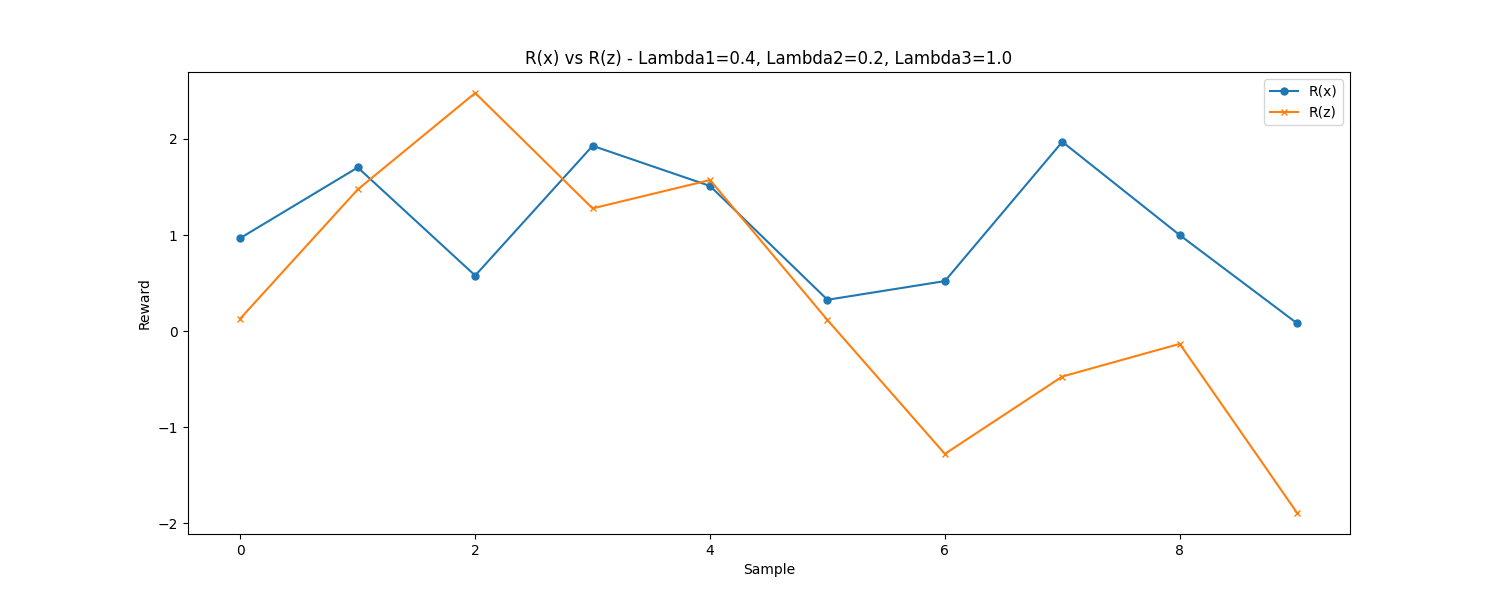 R(x) vs R(z) - Lambda1=0.4, Lambda2=0.2, Lambda3=1.0
R(x)
R(z)
2
1
0
−1
−2
Reward
0 2 4 6 8
Sample